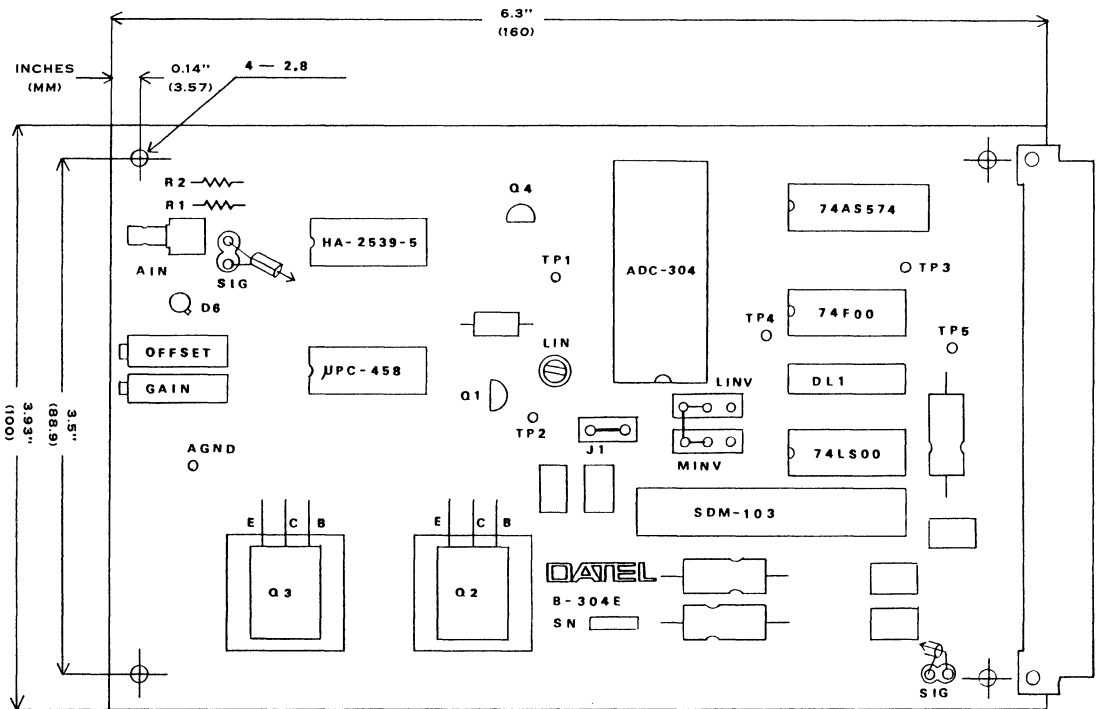 6.3"
(160)
INCHES
(MM)
0.14"
(3.57)
4 — 2.8
3.5"
(88.9)
3.93"
(100)
R2
R1
AIN
SIG
D6
OFFSET
GAIN
AGND
HA-2539-5
UPC-458
Q4
TP1
LIN
Q1
TP2
J1
ADC-304
LINV
MINV
74AS574
TP3
74F00
TP4
TP5
DL1
74LS00
SDM-103
E C B
Q3
E C B
Q2
DATEL
B-304E
SN
SIG